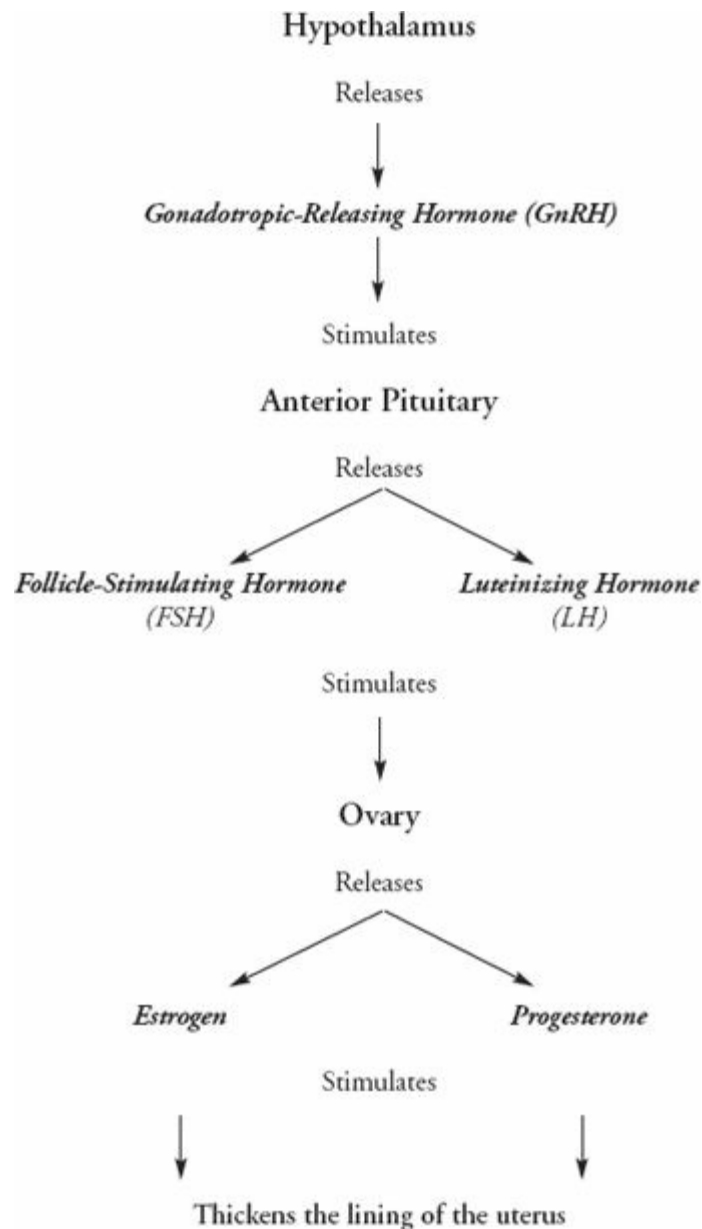 Hypothalamus
Releases
Gonadotropic-Releasing Hormone (GnRH)
Stimulates
Anterior Pituitary
Releases
Follicle-Stimulating Hormone
(FSH)
Luteinizing Hormone
(LH)
Stimulates
Ovary
Releases
Estrogen
Progesterone
Stimulates
Thickens the lining of the uterus